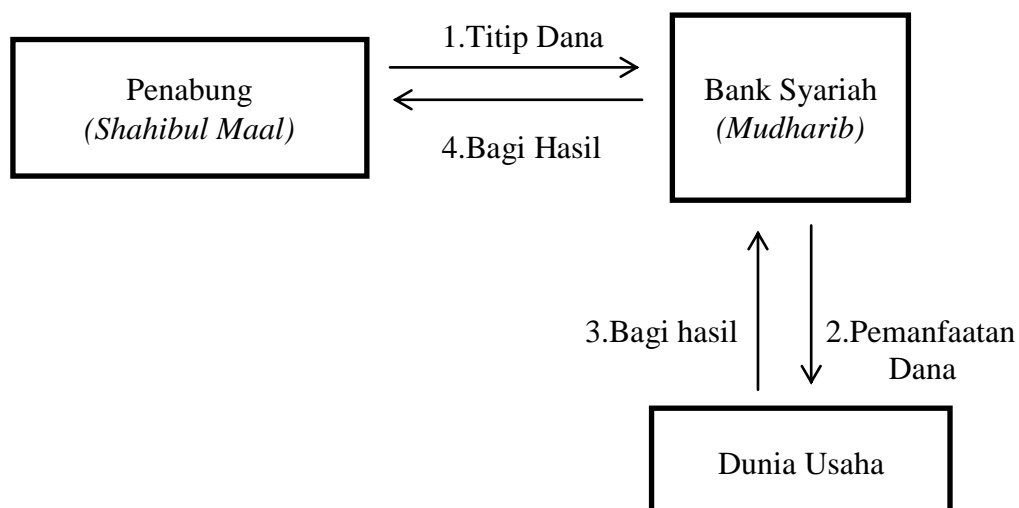 1.Titip Dana
Penabung
(Shahibul Maal)
Bank Syariah
(Mudharib)
4.Bagi Hasil
3.Bagi hasil
2.Pemanfaatan
Dana
Dunia Usaha